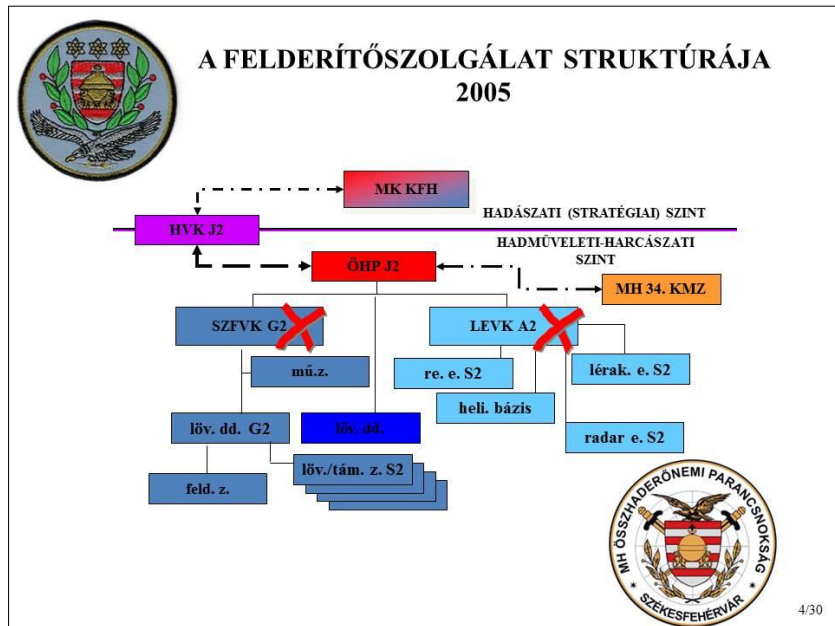 A FELDERÍTŐSZOLGÁLAT STRUKTÚRÁJA
2005
MK KFH
HADÁSZATI (STRATÉGIAI) SZINT
HVK J2
HADMŰVELETI-HARCÁSZATI
SZINT
ÖHP J2
MH 34. KMZ
SZFVK G2
LEVK A2
mű.z.
re. e. S2
lérak. e. S2
heli. bázis
löv. dd. G2
löv. dd.
radar e. S2
löv./tám. z. S2
feld. z.
MH ÖSSZHADERŐNEMI PARANCSNOKSÁG
SZÉKESFEHÉRVÁR
4/30